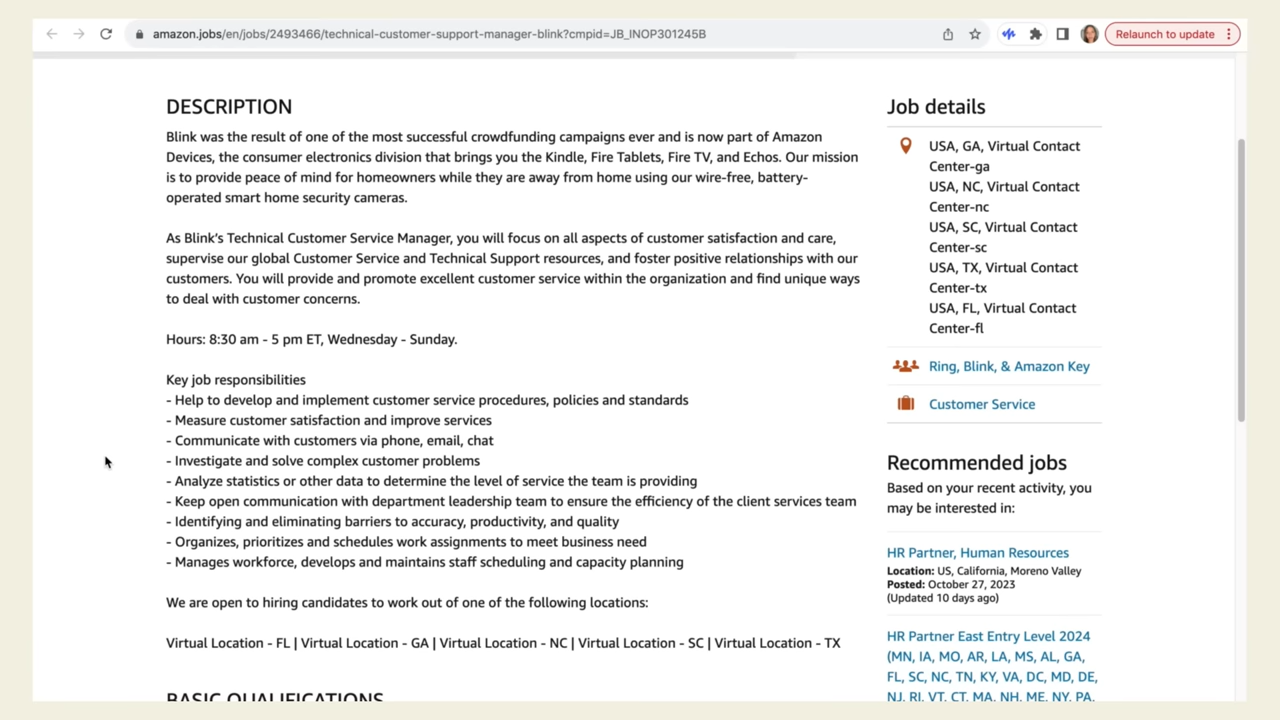 amazon.jobs/en/jobs/2493466/technical-customer-support-manager-blink?cmpid=JB_INOP301245B
Relaunch to update
DESCRIPTION
Blink was the result of one of the most successful crowdfunding campaigns ever and is now part of Amazon
Devices, the consumer electronics division that brings you the Kindle, Fire Tablets, Fire TV, and Echos. Our mission
is to provide peace of mind for homeowners while they are away from home using our wire-free, battery-
operated smart home security cameras.
As Blink’s Technical Customer Service Manager, you will focus on all aspects of customer satisfaction and care,
supervise our global Customer Service and Technical Support resources, and foster positive relationships with our
customers. You will provide and promote excellent customer service within the organization and find unique ways
to deal with customer concerns.
Hours: 8:30 am - 5 pm ET, Wednesday - Sunday.
Key job responsibilities
- Help to develop and implement customer service procedures, policies and standards
- Measure customer satisfaction and improve services
- Communicate with customers via phone, email, chat
- Investigate and solve complex customer problems
- Analyze statistics or other data to determine the level of service the team is providing
- Keep open communication with department leadership team to ensure the efficiency of the client services team
- Identifying and eliminating barriers to accuracy, productivity, and quality
- Organizes, prioritizes and schedules work assignments to meet business need
- Manages workforce, develops and maintains staff scheduling and capacity planning
We are open to hiring candidates to work out of one of the following locations:
Virtual Location - FL | Virtual Location - GA | Virtual Location - NC | Virtual Location - SC | Virtual Location - TX
BASIC QUALIFICATIONS
Job details
USA, GA, Virtual Contact
Center-ga
USA, NC, Virtual Contact
Center-nc
USA, SC, Virtual Contact
Center-sc
USA, TX, Virtual Contact
Center-tx
USA, FL, Virtual Contact
Center-fl
Ring, Blink, & Amazon Key
Customer Service
Recommended jobs
Based on your recent activity, you
may be interested in:
HR Partner, Human Resources
Location: US, California, Moreno Valley
Posted: October 27, 2023
(Updated 10 days ago)
HR Partner East Entry Level 2024
(MN, IA, MO, AR, LA, MS, AL, GA,
FL, SC, NC, TN, KY, VA, DC, MD, DE,
NJ, RI, VT, CT, MA, NH, ME, NY, PA,